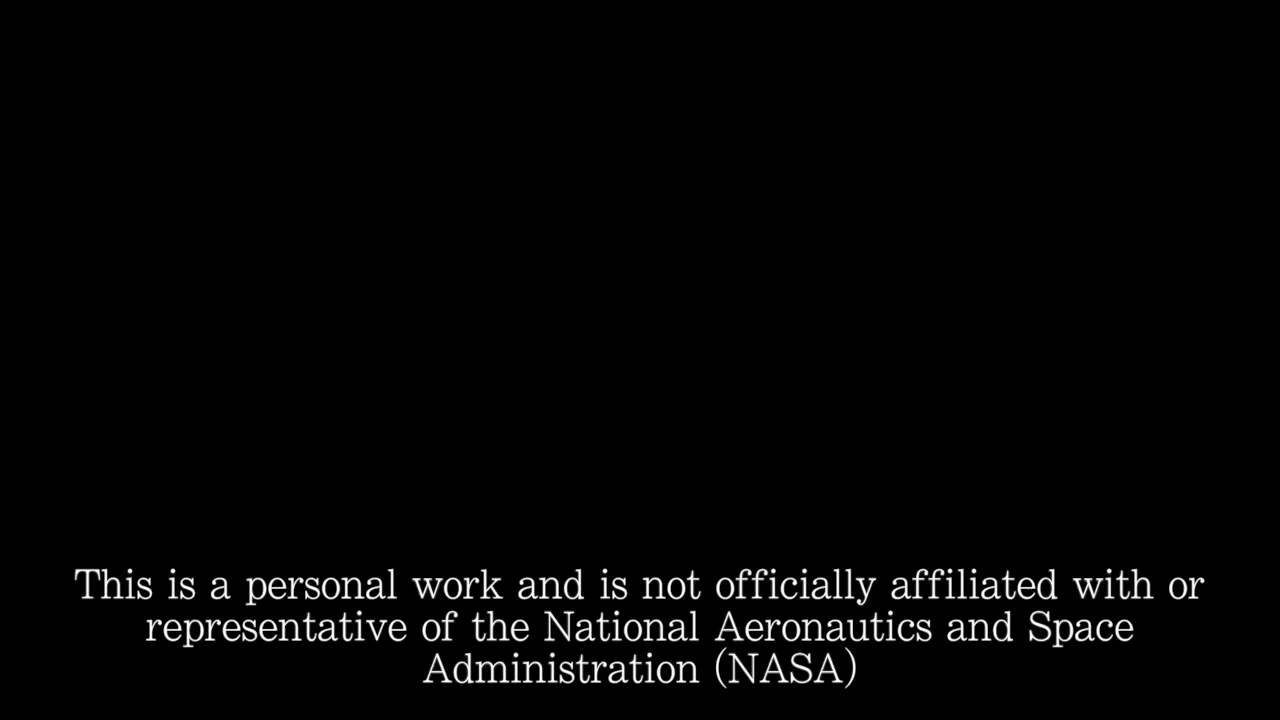 This is a personal work and is not officially affiliated with or
representative of the National Aeronautics and Space
Administration (NASA)